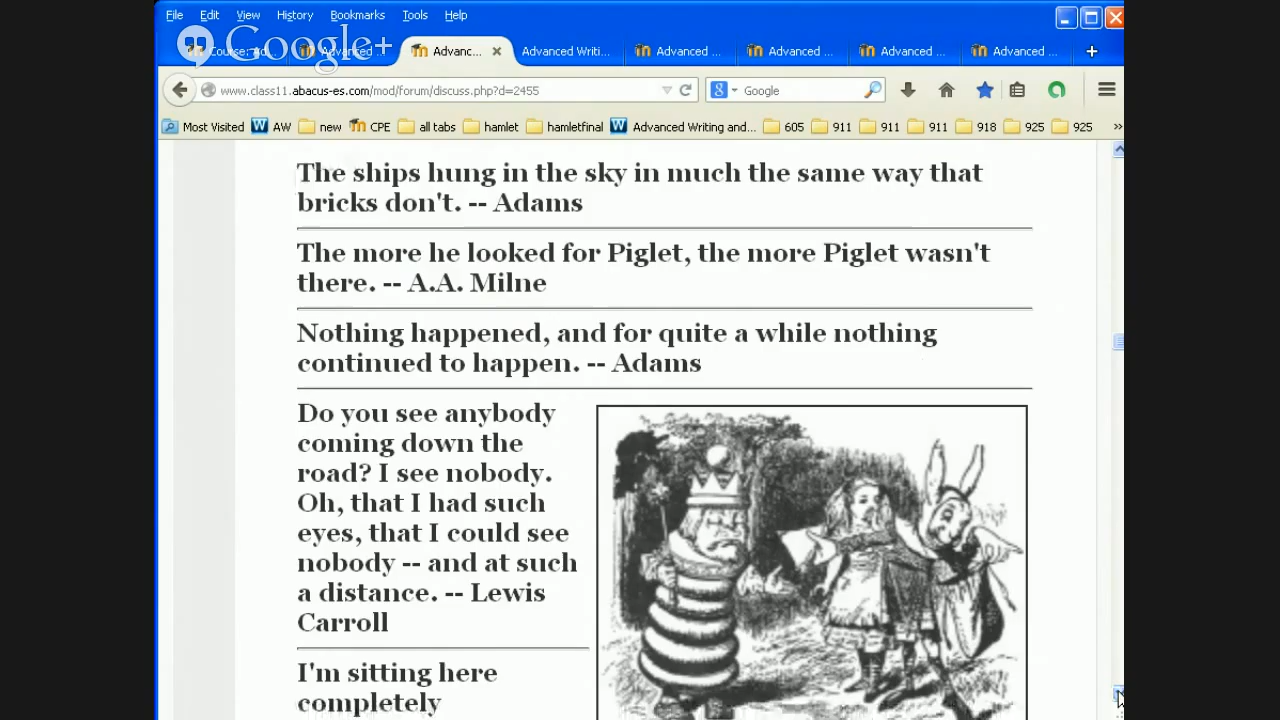 File Edit View History Bookmarks Tools Help
Google+
Advanc... Advanced Writi... Advanced ... Advanced ... Advanced ... Advanced ...
www.class11.abacus-es.com/mod/forum/discuss.php?d=2455 Google
Most Visited AW new CPE all tabs hamlet hamletfinal Advanced Writing and... 605 911 911 911 918 925 925 »
The ships hung in the sky in much the same way that
bricks don't. -- Adams
The more he looked for Piglet, the more Piglet wasn't
there. -- A.A. Milne
Nothing happened, and for quite a while nothing
continued to happen. -- Adams
Do you see anybody
coming down the
road? I see nobody.
Oh, that I had such
eyes, that I could see
nobody -- and at such
a distance. -- Lewis
Carroll
I'm sitting here
completely